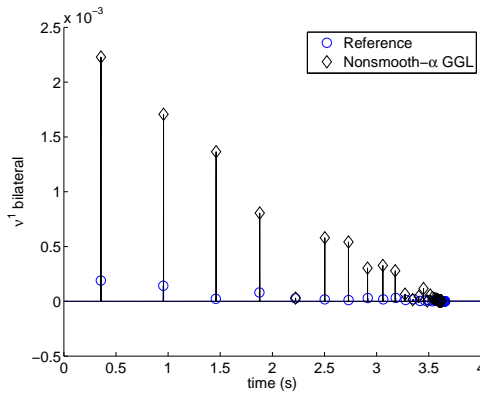 x 10⁻³
2.5
2
1.5
1
0.5
0
−0.5
ν¹ bilateral
0 0.5 1 1.5 2 2.5 3 3.5 4
time (s)
Reference
Nonsmooth−α GGL